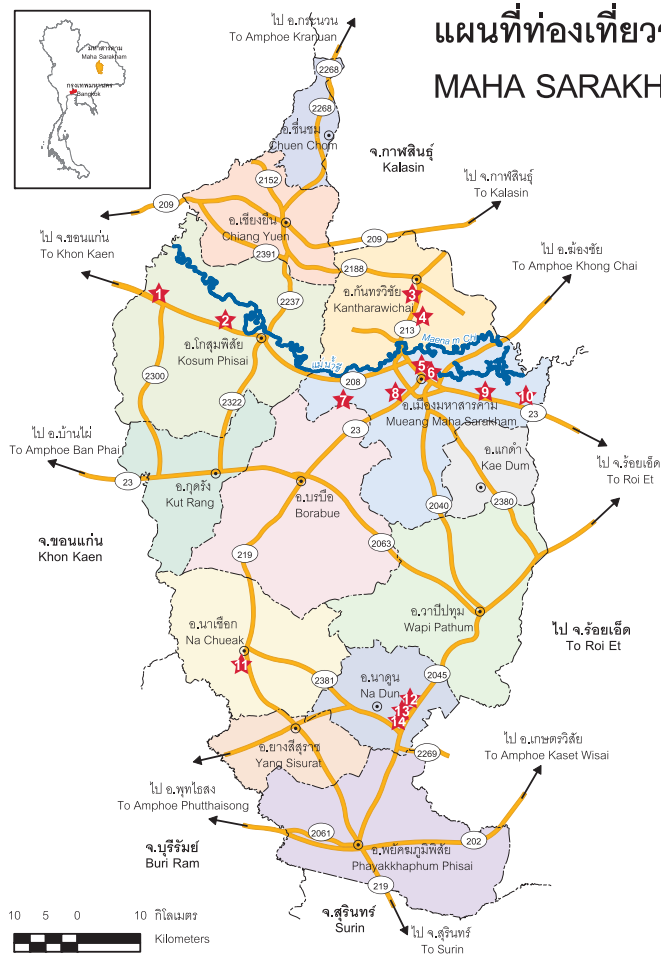 แผนที่ท่องเที่ยว
MAHA SARAKH
ไป อ.กระนวน
To Amphoe Kranuan
มหาสารคาม
Maha Sarakham
กรุงเทพมหานคร
Bangkok
2268
2268
อ.ชื่นชม
Chuen Chom
จ.กาฬสินธุ์
Kalasin
2152
ไป จ.กาฬสินธุ์
To Kalasin
209
อ.เชียงยืน
Chiang Yuen
209
ไป จ.ขอนแก่น
To Khon Kaen
2391
2188
ไป อ.ฆ้องชัย
To Amphoe Khong Chai
อ.กันทรวิชัย
Kantharawichai
1
2
3
4
2237
213
Maena m Chi
อ.โกสุมพิสัย
Kosum Phisai
แม่น้ำชี
208
5
6
7
8
9
10
2300
2322
อ.เมืองมหาสารคาม
Mueang Maha Sarakham
23
23
ไป อ.บ้านไผ่
To Amphoe Ban Phai
อ.แกดำ
Kae Dum
ไป จ.ร้อยเอ็ด
To Roi Et
23
อ.กุดรัง
Kut Rang
อ.บรบือ
Borabue
2040
2380
จ.ขอนแก่น
Khon Kaen
219
2063
อ.วาปีปทุม
Wapi Pathum
อ.นาเชือก
Na Chueak
ไป จ.ร้อยเอ็ด
To Roi Et
11
2381
อ.นาดูน
Na Dun
2045
12
13
14
2269
อ.ยางสีสุราช
Yang Sisurat
ไป อ.เกษตรวิสัย
To Amphoe Kaset Wisai
ไป อ.พุทไธสง
To Amphoe Phutthaisong
2061
202
จ.บุรีรัมย์
Buri Ram
อ.พยัคฆภูมิพิสัย
Phayakkhaphum Phisai
219
10 5 0 10 กิโลเมตร
Kilometers
จ.สุรินทร์
Surin
ไป จ.สุรินทร์
To Surin